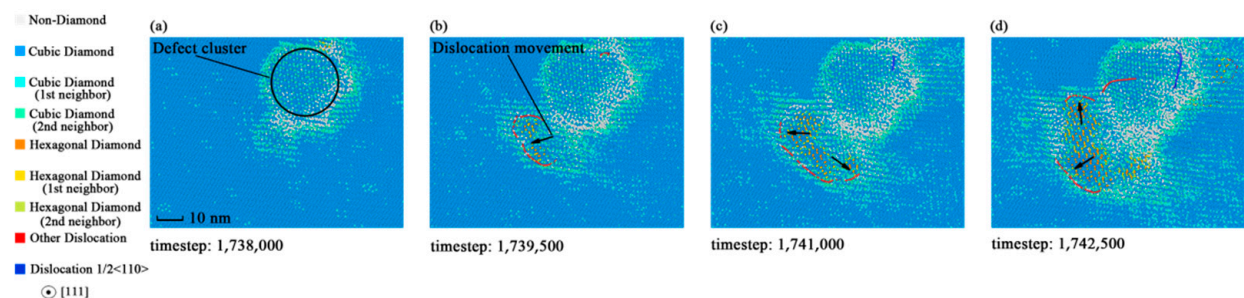 Non-Diamond
Cubic Diamond
Cubic Diamond
(1st neighbor)
Cubic Diamond
(2nd neighbor)
Hexagonal Diamond
Hexagonal Diamond
(1st neighbor)
Hexagonal Diamond
(2nd neighbor)
Other Dislocation
Dislocation 1/2<110>
[111]
(a)
Defect cluster
10 nm
timestep: 1,738,000
(b)
Dislocation movement
timestep: 1,739,500
(c)
timestep: 1,741,000
(d)
timestep: 1,742,500